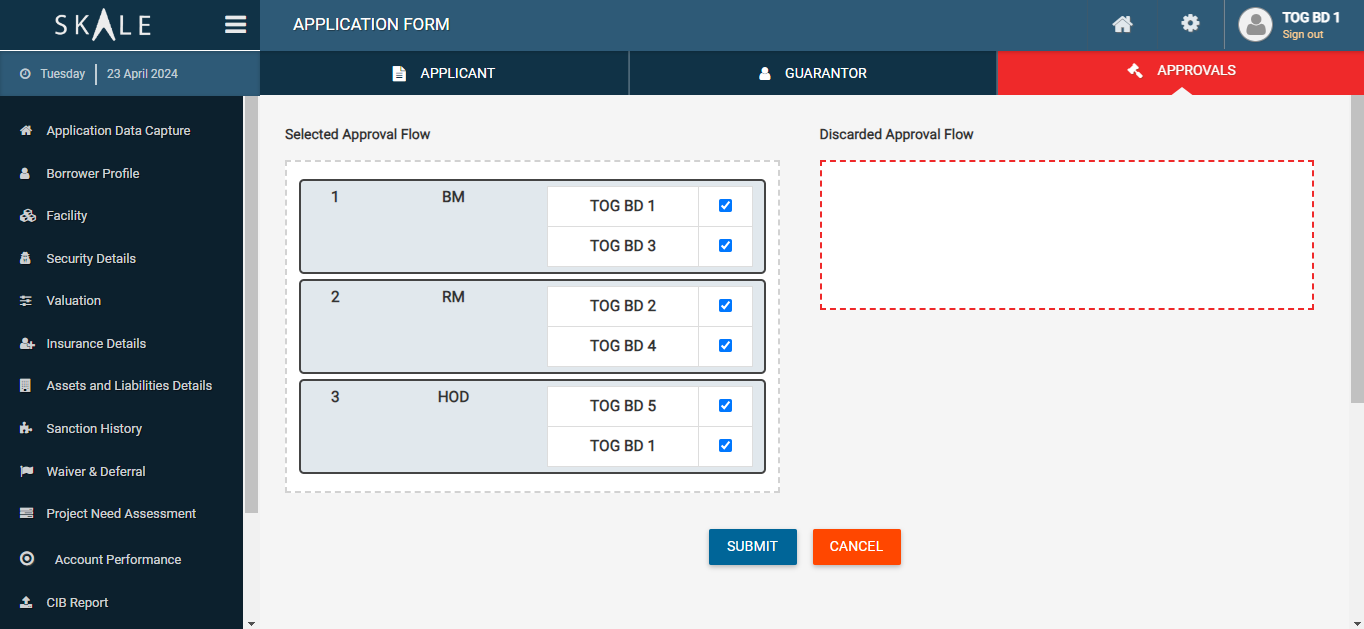 SKALE
APPLICATION FORM
TOG BD 1
Sign out
Tuesday
23 April 2024
APPLICANT
GUARANTOR
APPROVALS
Application Data Capture
Borrower Profile
Facility
Security Details
Valuation
Insurance Details
Assets and Liabilities Details
Sanction History
Waiver & Deferral
Project Need Assessment
Account Performance
CIB Report
Selected Approval Flow
1 BM TOG BD 1
TOG BD 3
2 RM TOG BD 2
TOG BD 4
3 HOD TOG BD 5
TOG BD 1
Discarded Approval Flow
SUBMIT
CANCEL